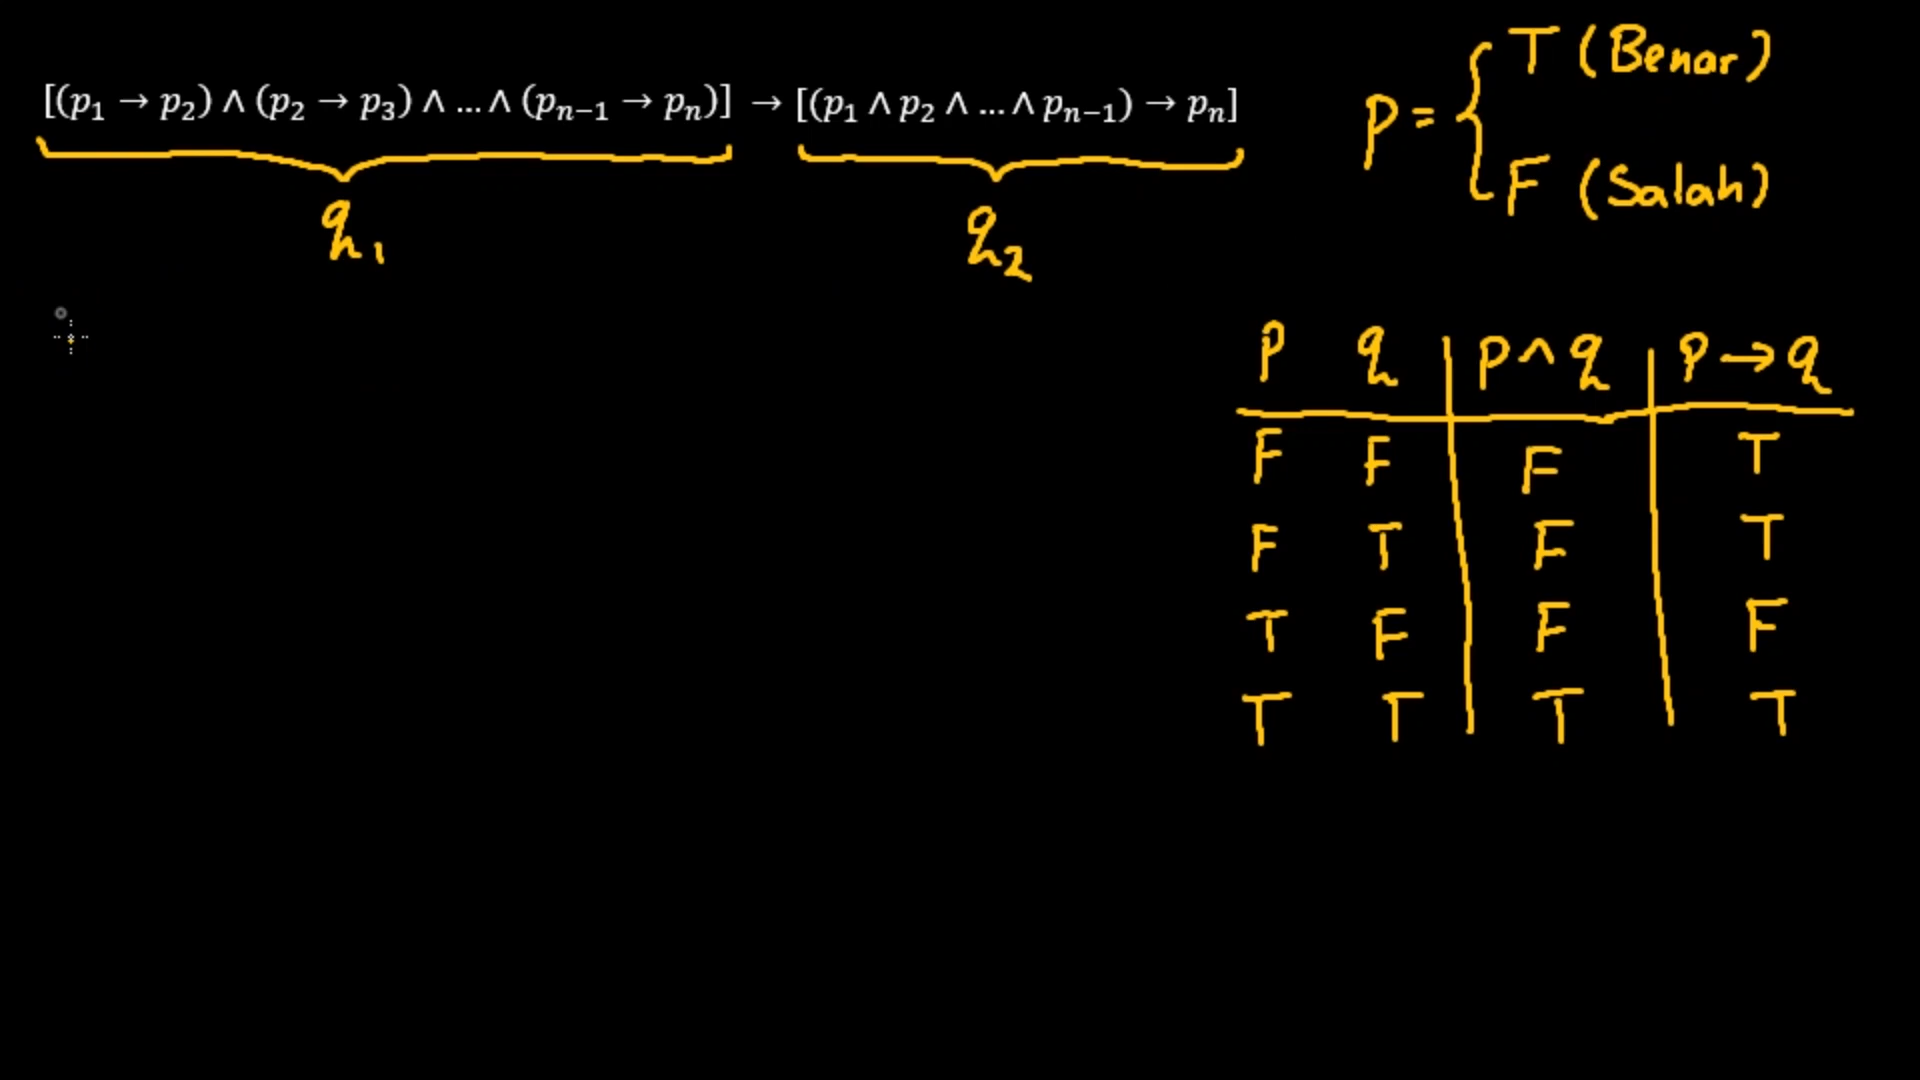 [(p₁ → p₂) ∧ (p₂ → p₃) ∧ … ∧ (pₙ₋₁ → pₙ)] → [(p₁ ∧ p₂ ∧ … ∧ pₙ₋₁) → pₙ]
q₁ q₂
p = { T (Benar)
F (Salah)
p q p ∧ q p → q
F F F T
F T F T
T F F F
T T T T